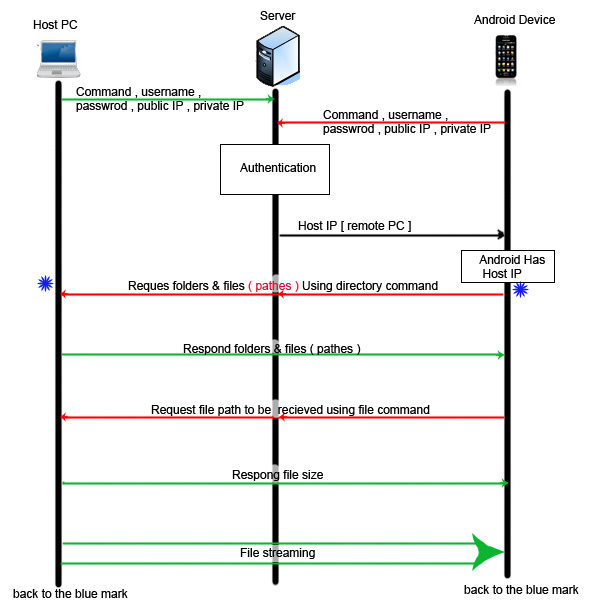 Host PC
Server
Android Device
Command , username ,
passwrod , public IP , private IP
Command , username ,
passwrod , public IP , private IP
Authentication
Host IP [ remote PC ]
Android Has
Host IP
Reques folders & files ( pathes ) Using directory command
Respond folders & files ( pathes )
Request file path to be recieved using file command
Respong file size
File streaming
back to the blue mark
back to the blue mark